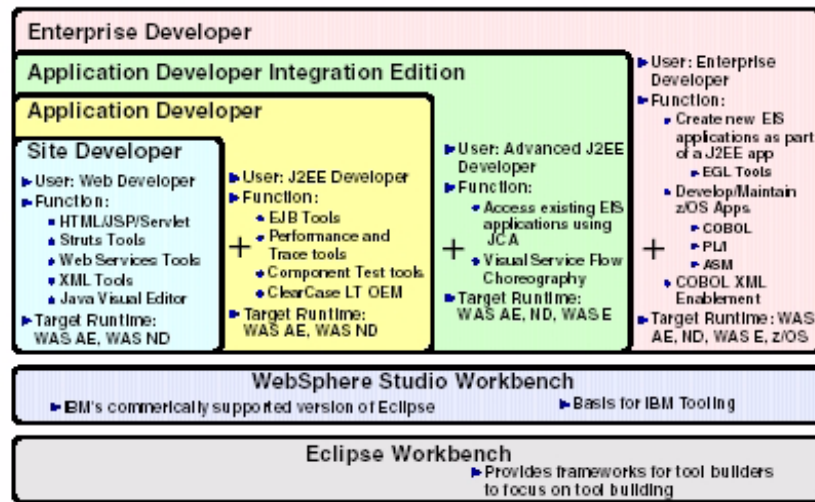 Enterprise Developer
Application Developer Integration Edition
Application Developer
Site Developer
User: Web Developer
Function:
HTML/JSP/Servlet
Struts Tools
Web Services Tools
XML Tools
Java Visual Editor
Target Runtime:
WAS AE, WAS ND
+
User: J2EE Developer
Function:
EJB Tools
Performance and
Trace tools
Component Test tools
ClearCase LT OEM
Target Runtime:
WAS AE, WAS ND
+
User: Advanced J2EE
Developer
Function:
Access existing EIS
applications using
JCA
Visual Service Flow
Choreography
Target Runtime:
WAS AE, ND, WAS E
+
User: Enterprise
Developer
Function:
Create new EIS
applications as part
of a J2EE app
EGL Tools
Develop/Maintain
z/OS Apps.
COBOL
PL/I
ASM
COBOL XML
Enablement
Target Runtime: WAS
AE, ND, WAS E, z/OS
WebSphere Studio Workbench
IBM's commerically supported version of Eclipse
Basis for IBM Tooling
Eclipse Workbench
Provides frameworks for tool builders
to focus on tool building